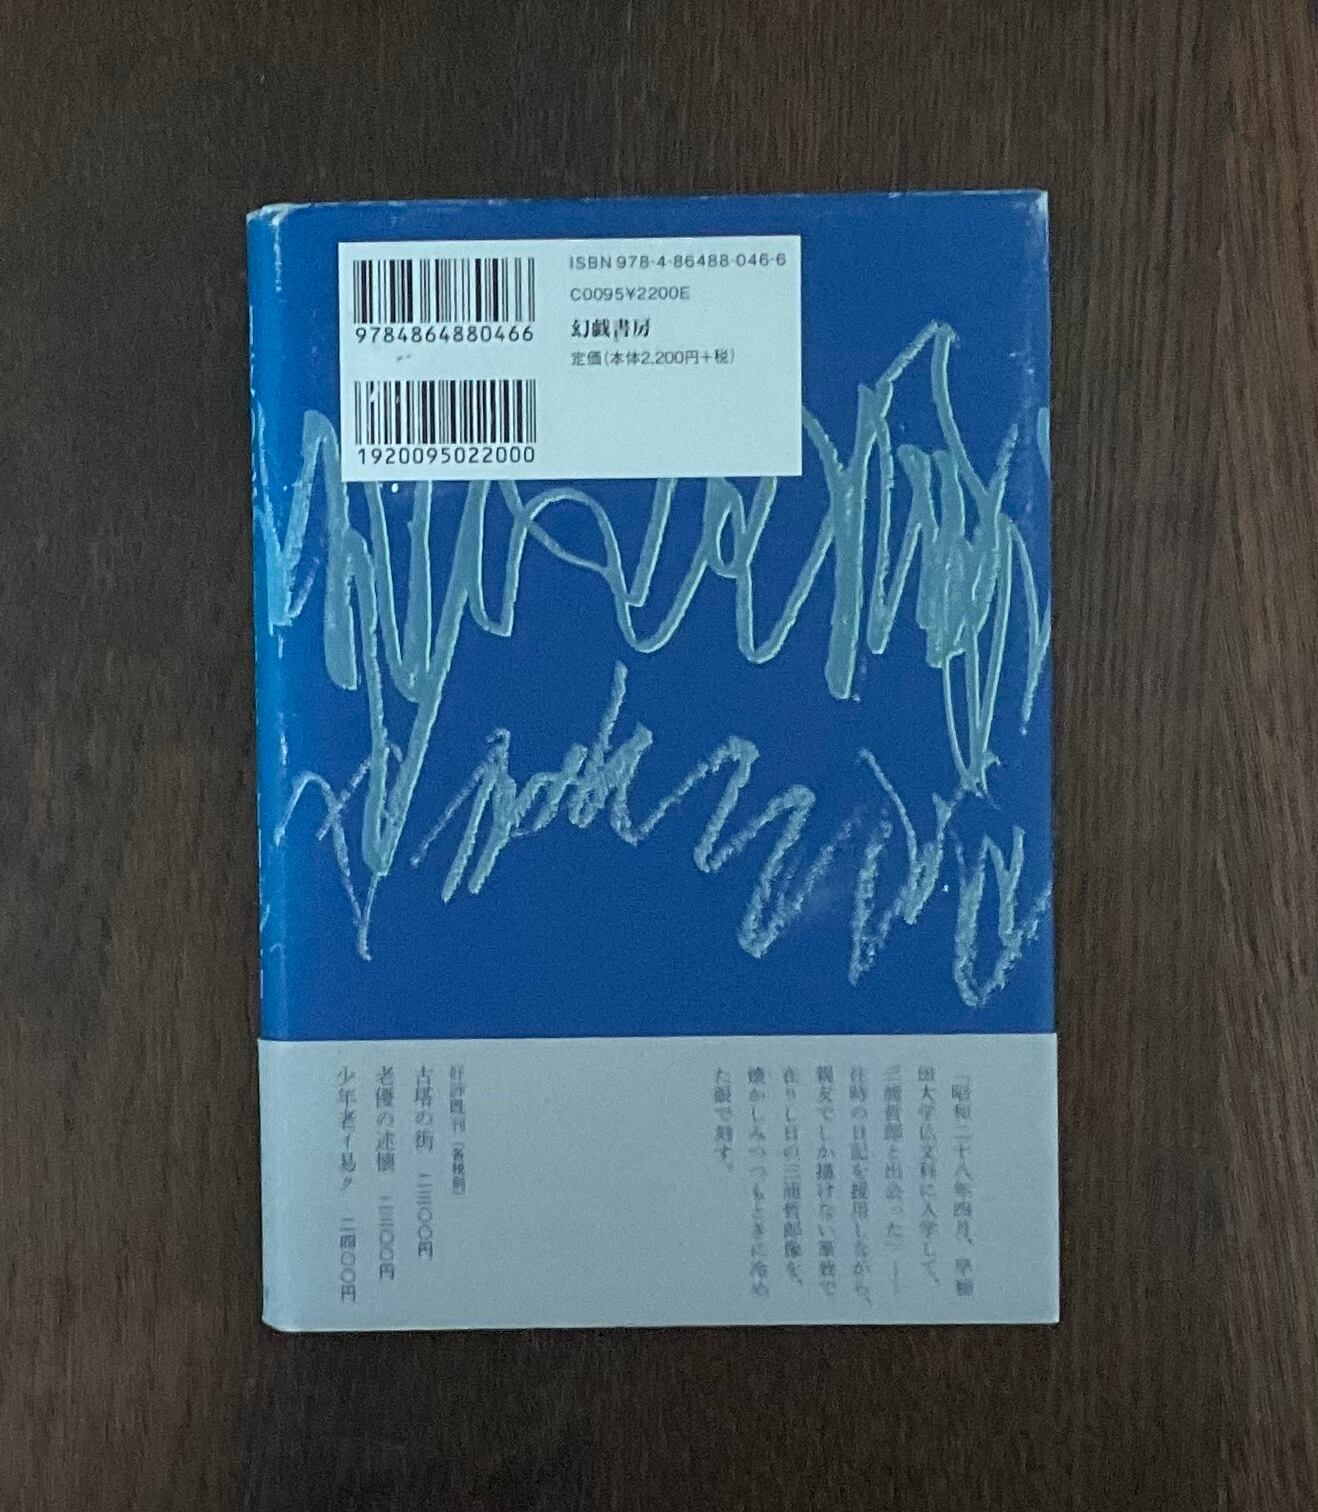 ISBN 978-4-86488-046-6
C0095¥2200E
幻戯書房
定価(本体2,200円+税)
9784864880466
1920095022000
「昭和二十八年四月、早稲
田大学仏文科に入学して、
三浦哲郎と出会った」——
往時の日記を援用しながら、
親友でしか描けない筆致で
在りし日の三浦哲郎像を、
懐かしみつつもときに冷め
た眼で刻す。
好評既刊(各税別)
古塔の街 二三〇〇円
老優の述懐 二三〇〇円
少年老イ易ク 二四〇〇円